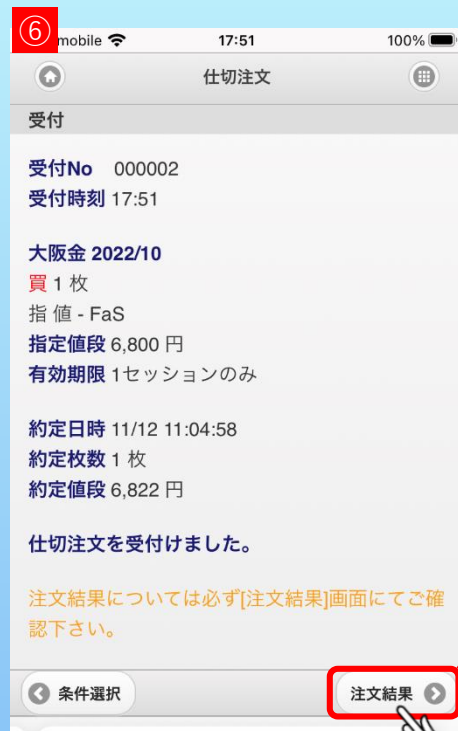 ⑥
mobile 17:51 100%
仕切注文
受付
受付No 000002
受付時刻 17:51
大阪金 2022/10
買 1 枚
指 値 - FaS
指定値段 6,800 円
有効期限 1セッションのみ
約定日時 11/12 11:04:58
約定枚数 1 枚
約定値段 6,822 円
仕切注文を受付けました。
注文結果については必ず[注文結果]画面にてご確
認下さい。
条件選択 注文結果